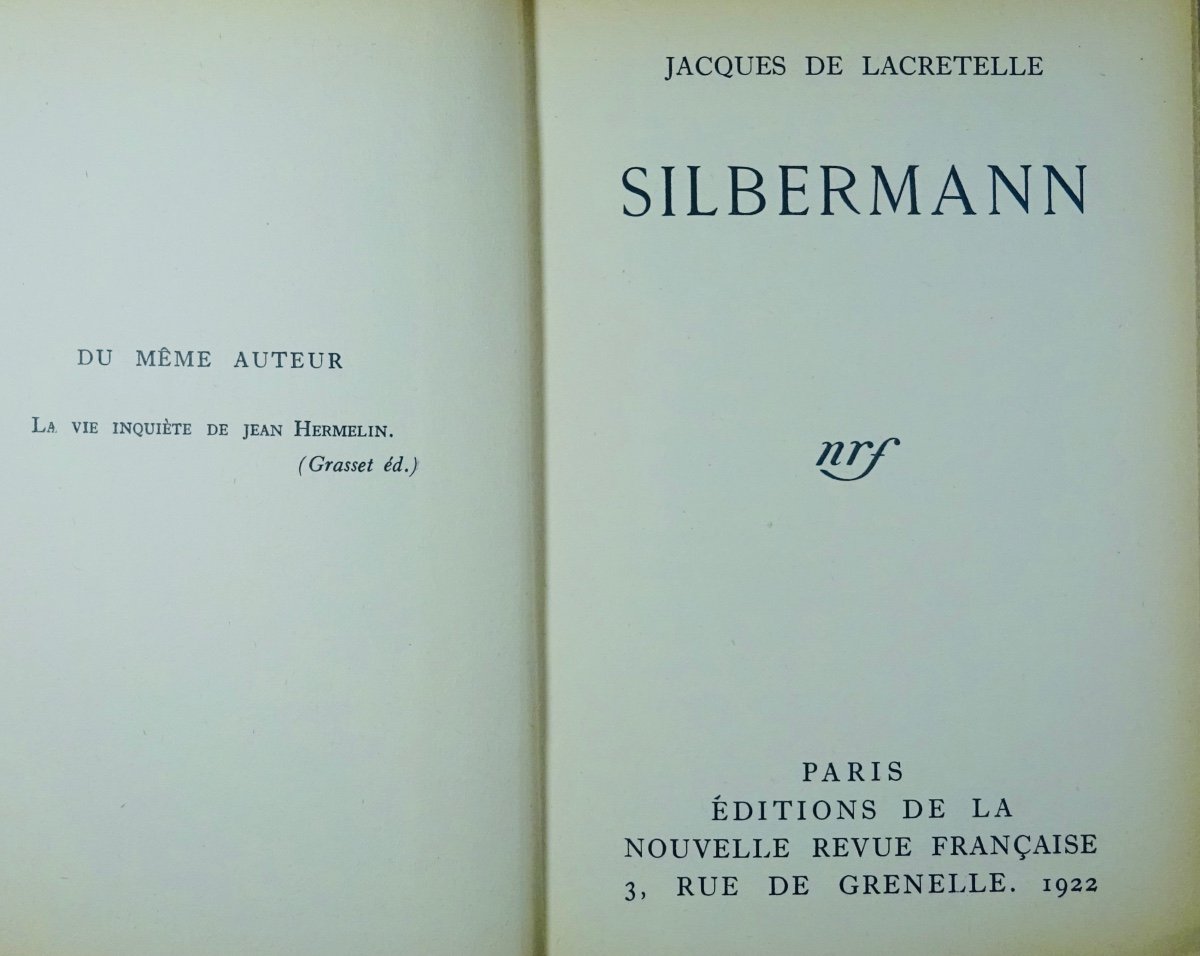 DU MÊME AUTEUR
LA VIE INQUIÈTE DE JEAN HERMELIN.
(Grasset éd.)
JACQUES DE LACRETELLE
SILBERMANN
nrf
PARIS
ÉDITIONS DE LA
NOUVELLE REVUE FRANÇAISE
3, RUE DE GRENELLE. 1922